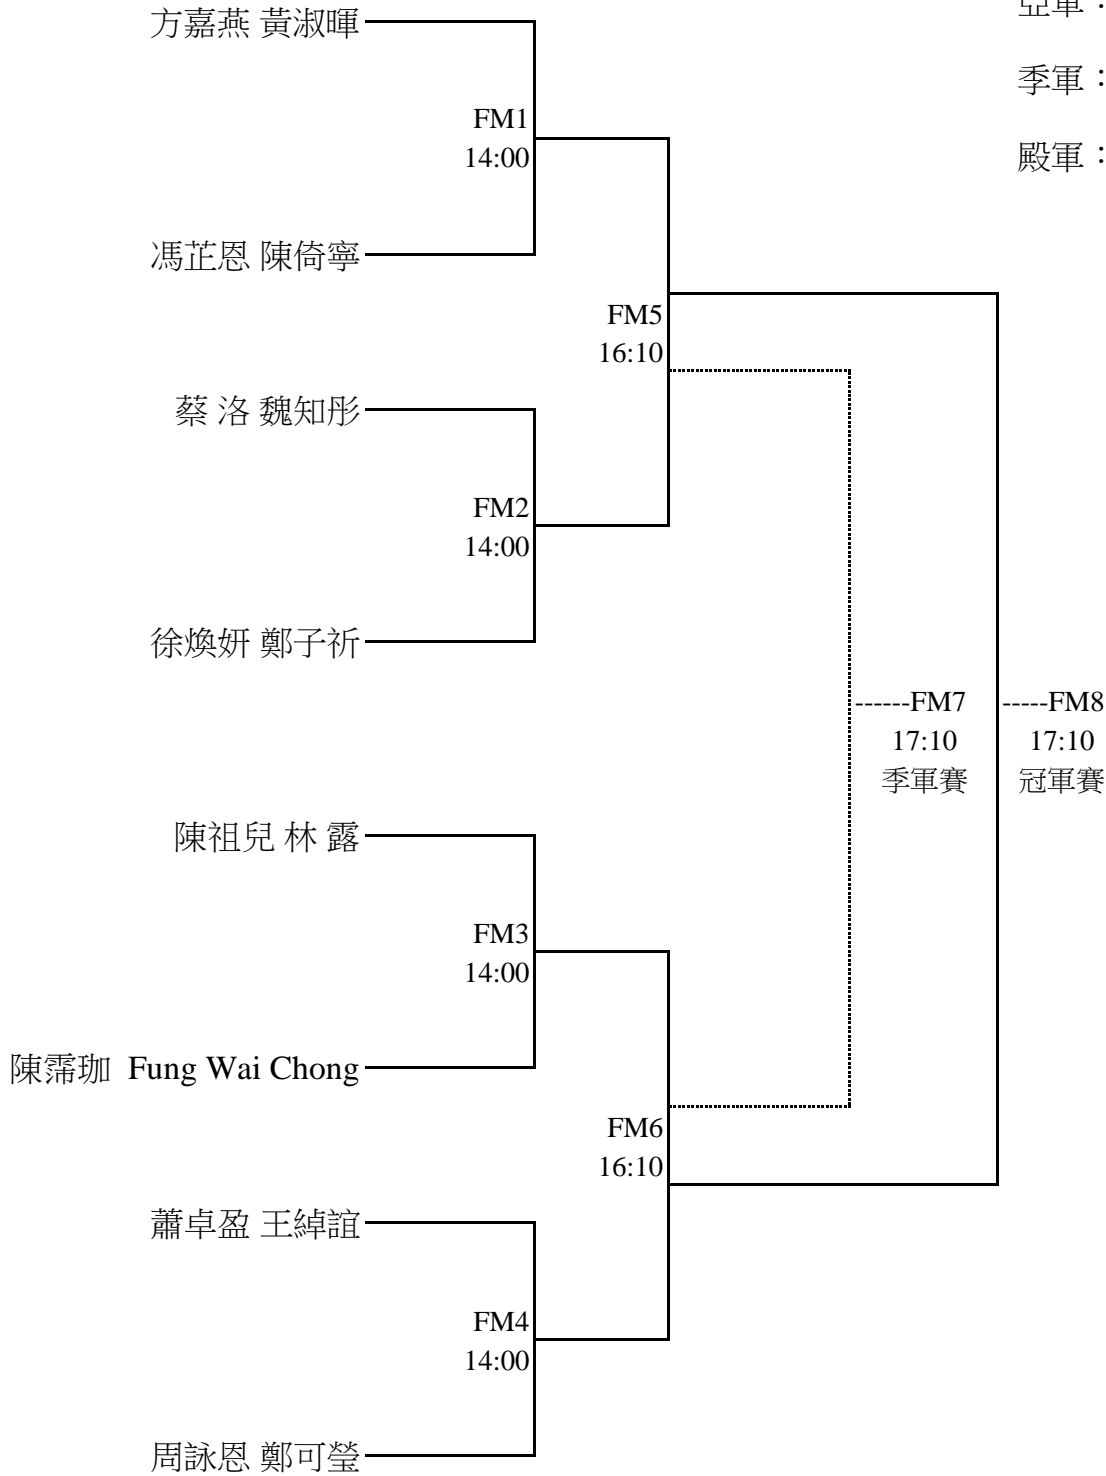 方嘉燕 黃淑暉
亞軍：
季軍：
殿軍：
FM1
14:00
馮芷恩 陳倚寧
FM5
16:10
蔡 洛 魏知彤
FM2
14:00
徐煥妍 鄭子祈
------FM7
17:10
季軍賽
-----FM8
17:10
冠軍賽
陳祖兒 林 露
FM3
14:00
陳霈珈 Fung Wai Chong
FM6
16:10
蕭卓盈 王綽誼
FM4
14:00
周詠恩 鄭可瑩